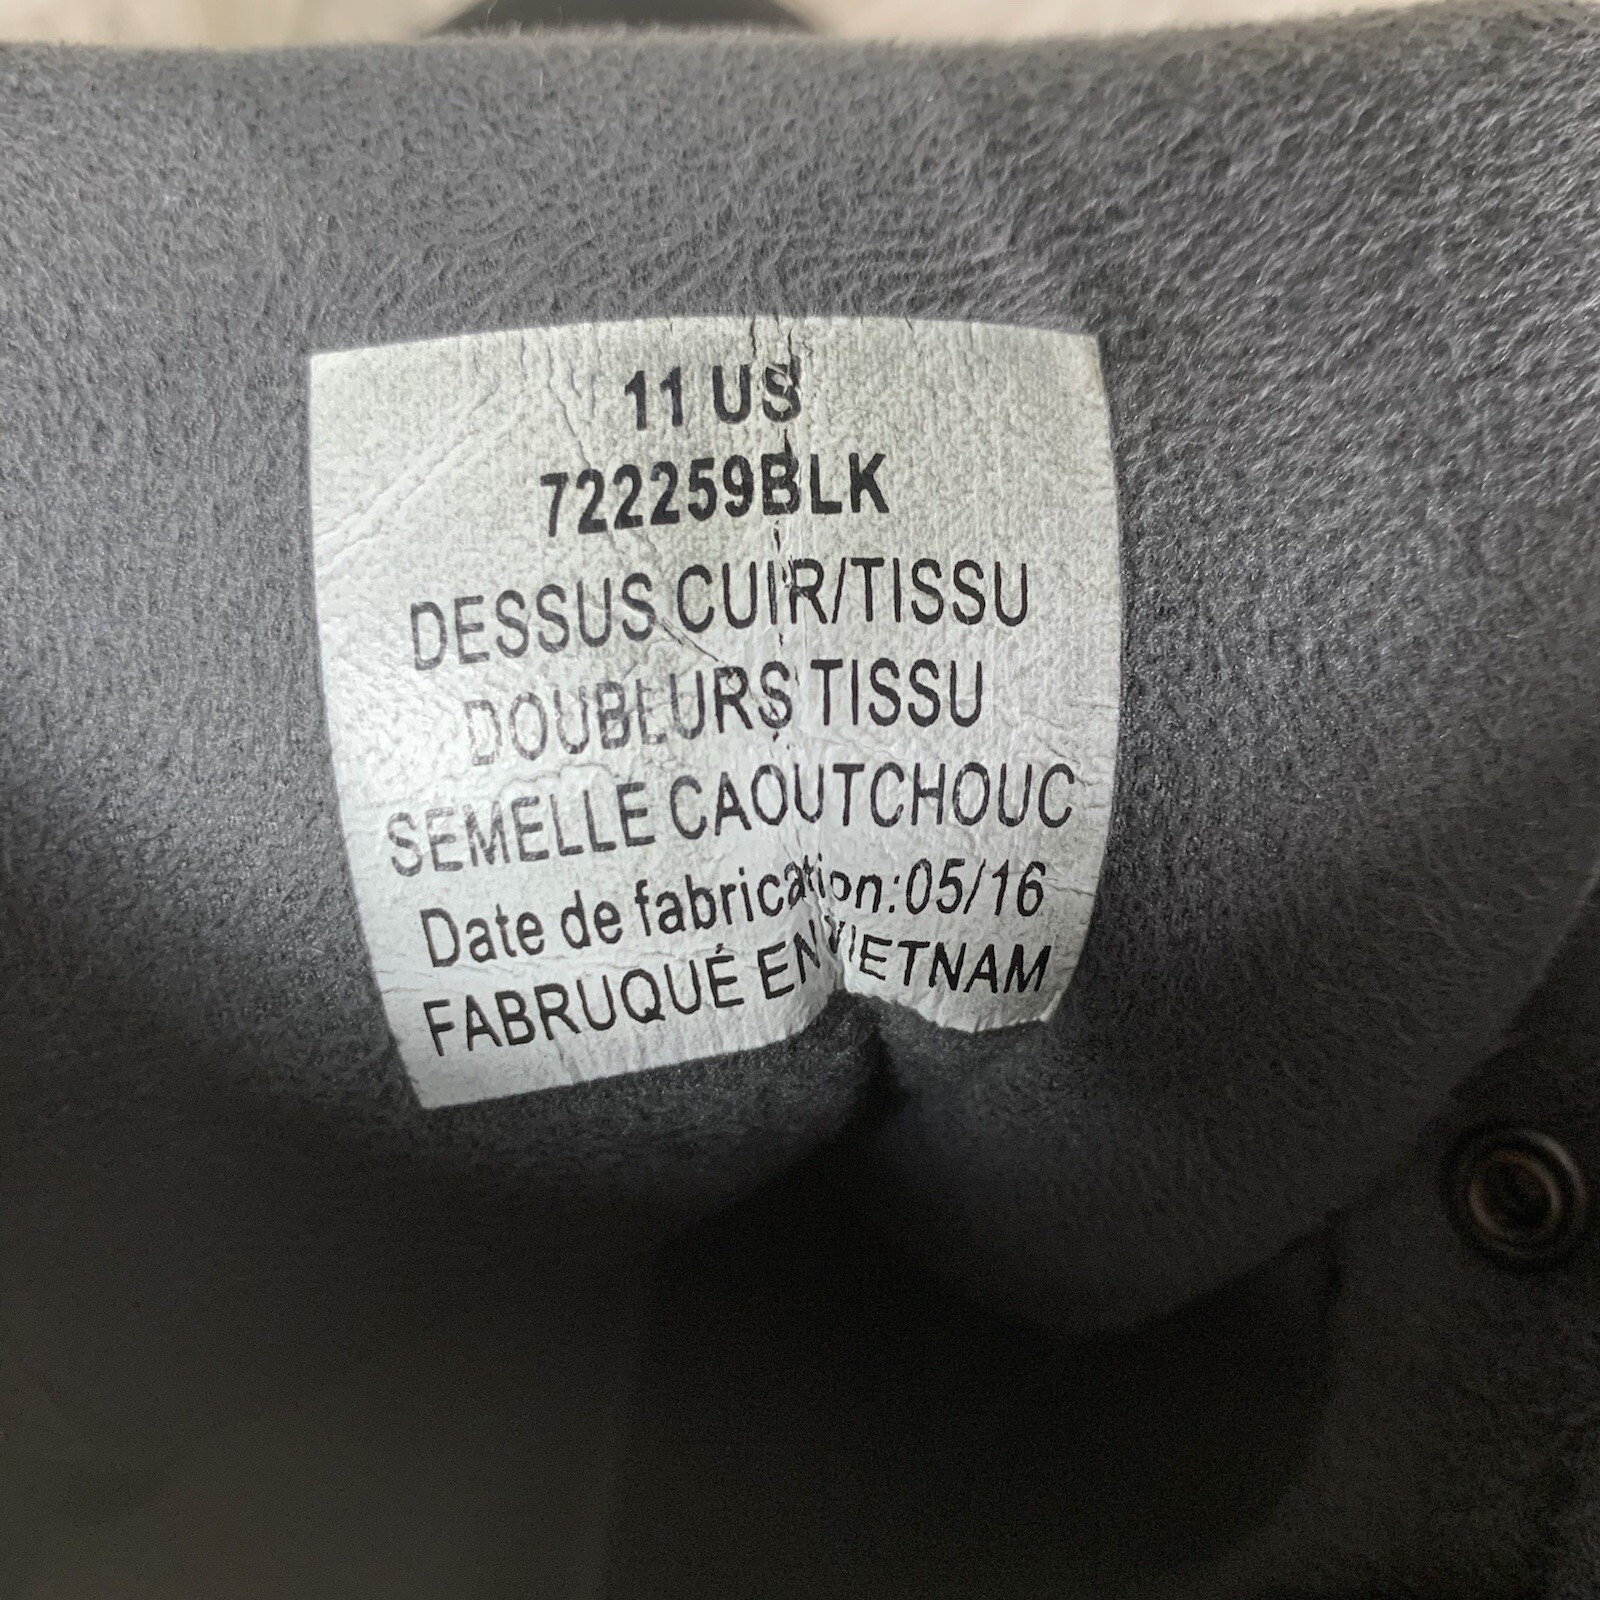 11 US
722259BLK
DESSUS CUIR/TISSU
DOUBLURS TISSU
SEMELLE CAOUTCHOUC
Date de fabrication:05/16
FABRUQUÉ EN VIETNAM